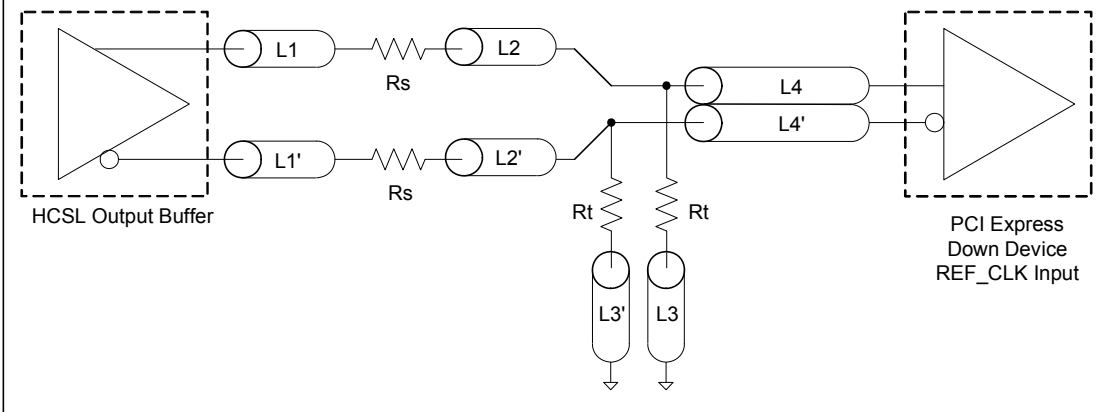 L1
Rs
L2
L4
L4'
L1'
Rs
L2'
HCSL Output Buffer
Rt
Rt
L3'
L3
PCI Express
Down Device
REF_CLK Input